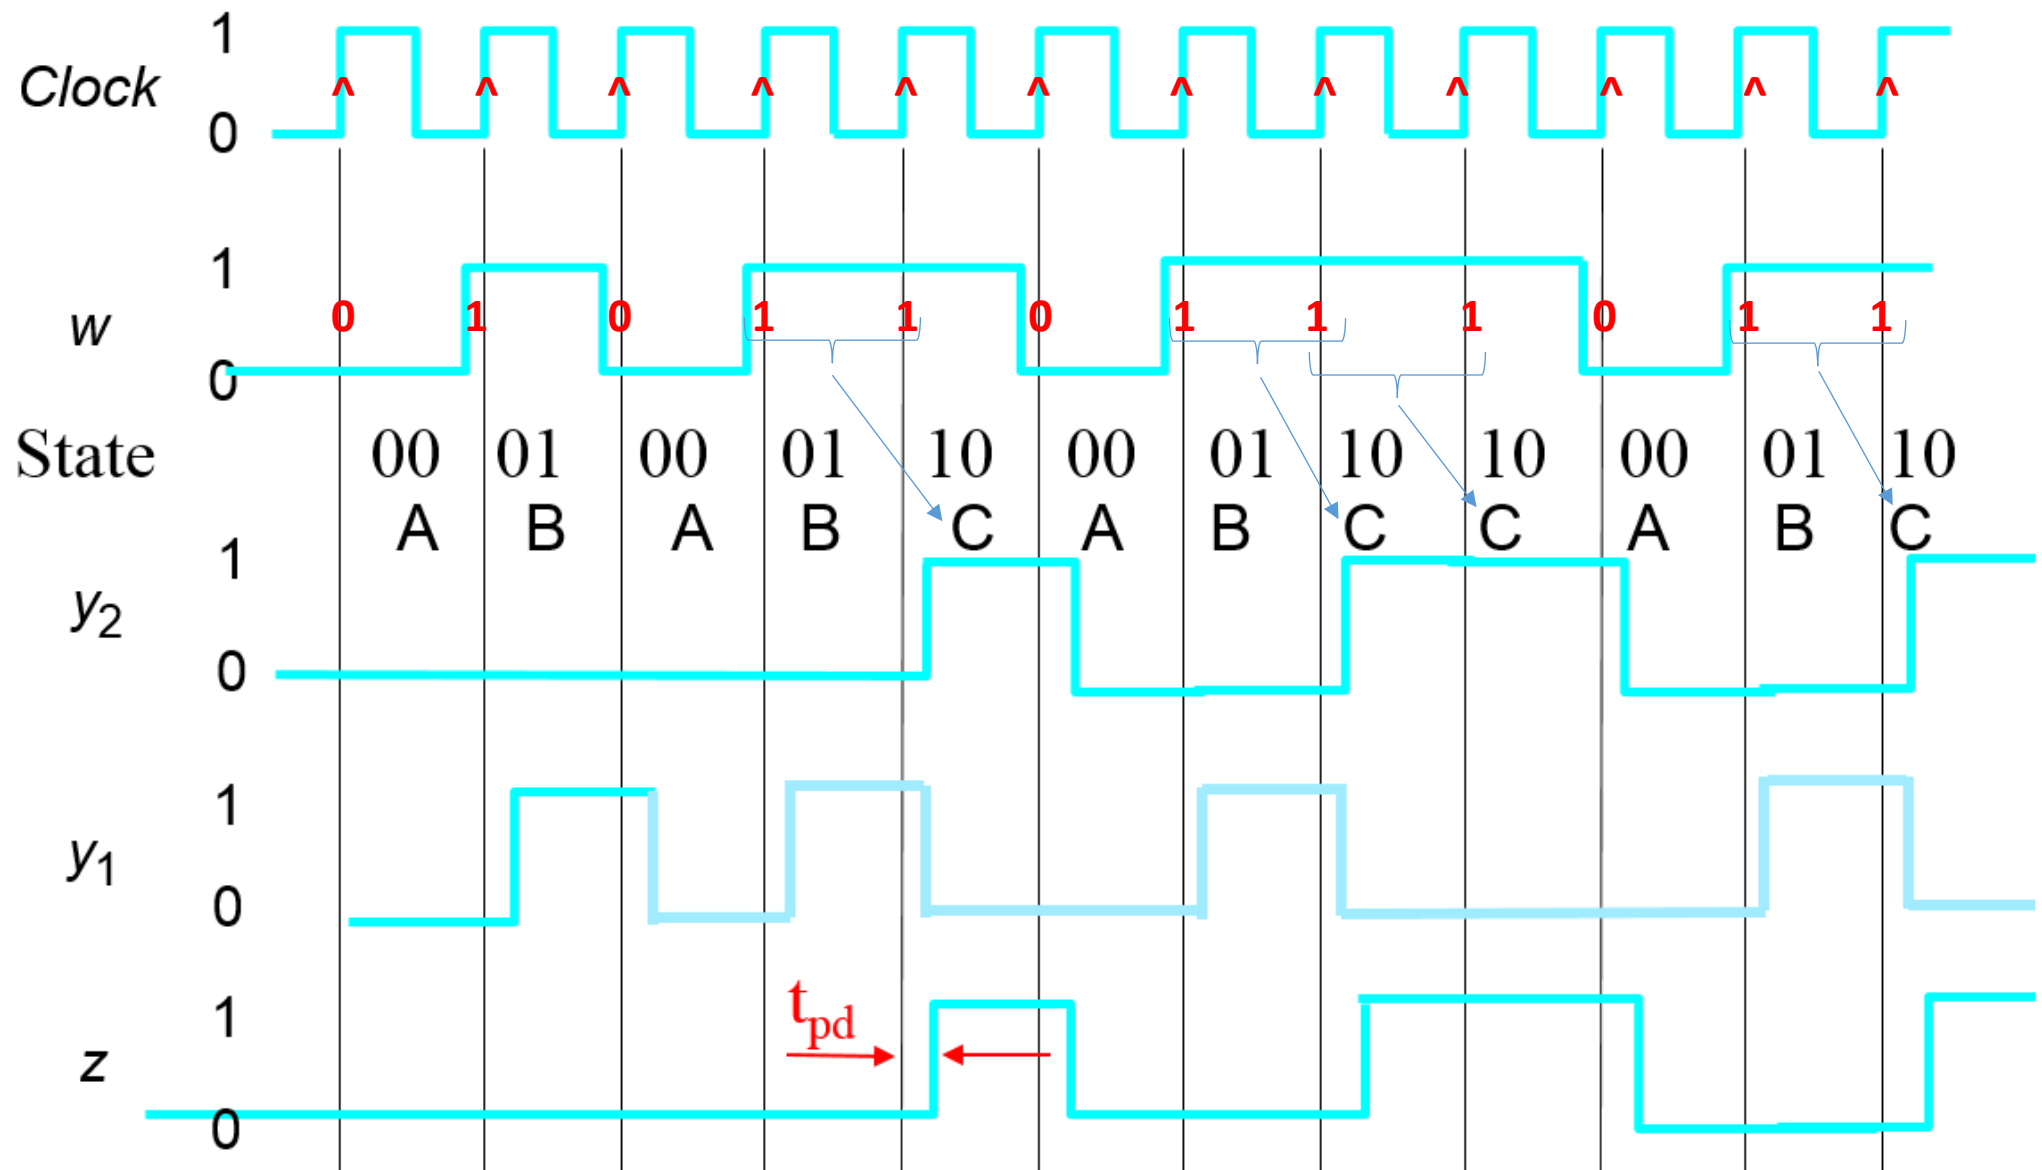 1
Clock
^ ^ ^ ^ ^ ^ ^ ^ ^ ^ ^ ^
0
1
w
0 1 0 1 1 0 1 1 1 0 1 1
0
State 00 01 00 01 10 00 01 10 10 00 01 10
A B A B C A B C C A B C
1
y2
0
1
y1
0
1
tpd
z
0